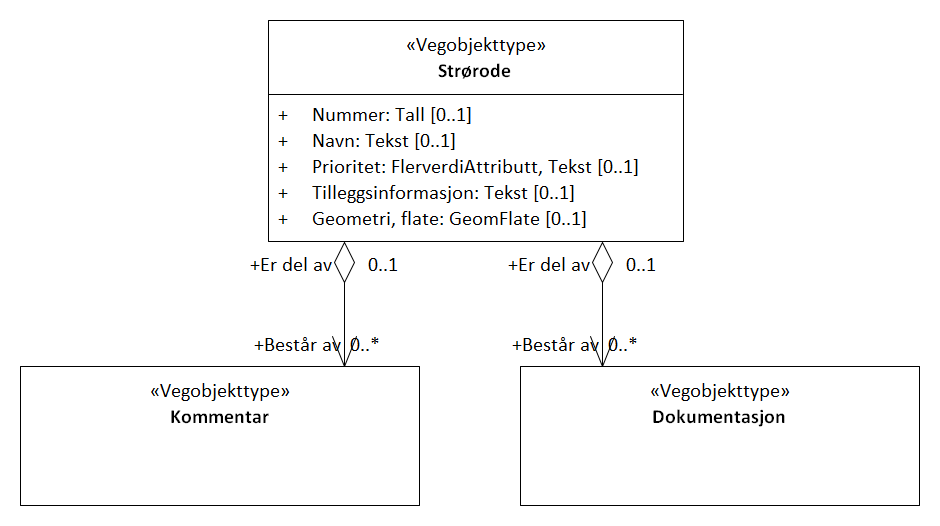 «Vegobjekttype»
Strørode
+ Nummer: Tall [0..1]
+ Navn: Tekst [0..1]
+ Prioritet: FlerverdiAttributt, Tekst [0..1]
+ Tilleggsinformasjon: Tekst [0..1]
+ Geometri, flate: GeomFlate [0..1]
+Er del av 0..1 +Er del av 0..1
+Består av 0..* +Består av 0..*
«Vegobjekttype» «Vegobjekttype»
Kommentar Dokumentasjon